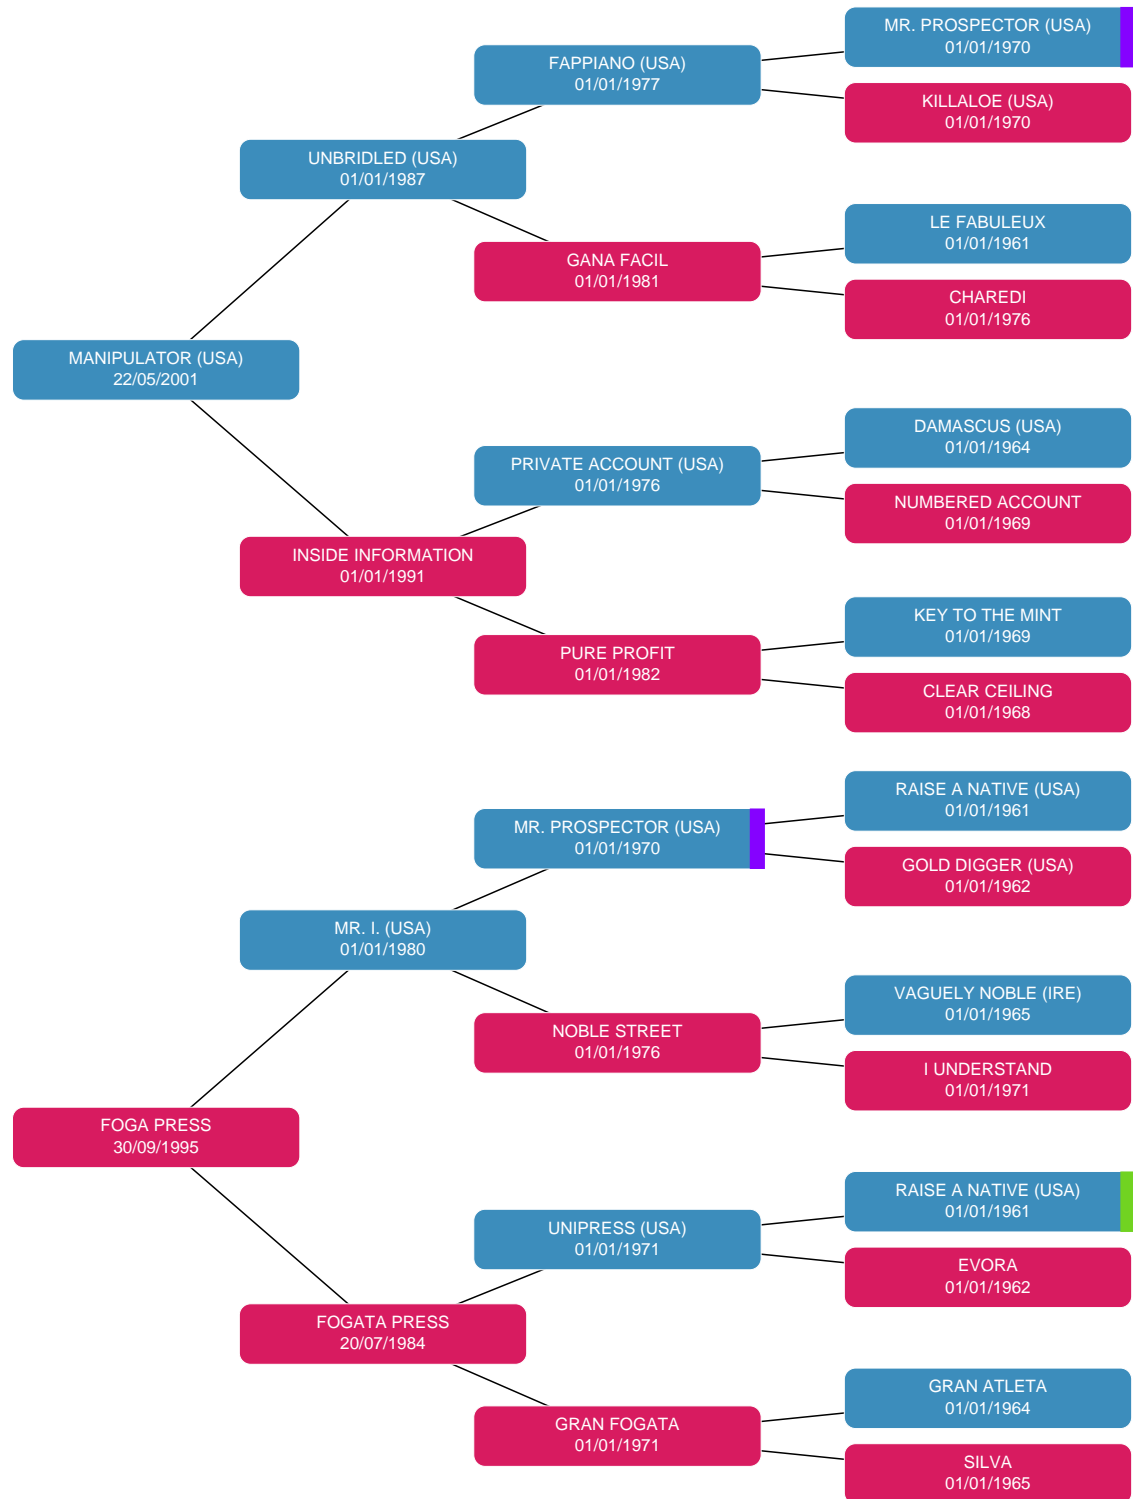 MR. PROSPECTOR (USA)
01/01/1970
FAPPIANO (USA)
01/01/1977
KILLALOE (USA)
01/01/1970
UNBRIDLED (USA)
01/01/1987
LE FABULEUX
01/01/1961
GANA FACIL
01/01/1981
CHAREDI
01/01/1976
MANIPULATOR (USA)
22/05/2001
DAMASCUS (USA)
01/01/1964
PRIVATE ACCOUNT (USA)
01/01/1976
NUMBERED ACCOUNT
01/01/1969
INSIDE INFORMATION
01/01/1991
KEY TO THE MINT
01/01/1969
PURE PROFIT
01/01/1982
CLEAR CEILING
01/01/1968
RAISE A NATIVE (USA)
01/01/1961
MR. PROSPECTOR (USA)
01/01/1970
GOLD DIGGER (USA)
01/01/1962
MR. I. (USA)
01/01/1980
VAGUELY NOBLE (IRE)
01/01/1965
NOBLE STREET
01/01/1976
I UNDERSTAND
01/01/1971
FOGA PRESS
30/09/1995
RAISE A NATIVE (USA)
01/01/1961
UNIPRESS (USA)
01/01/1971
EVORA
01/01/1962
FOGATA PRESS
20/07/1984
GRAN ATLETA
01/01/1964
GRAN FOGATA
01/01/1971
SILVA
01/01/1965